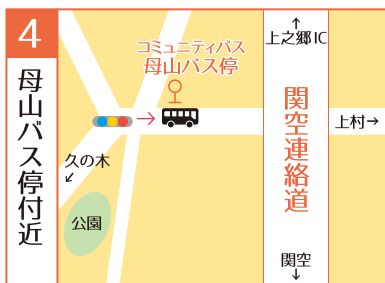 4
母山バス停付近
コミュニティバス
母山バス停
↑
上之郷IC
関空連絡道
上村→
久の木
↙
公園
関空
↓